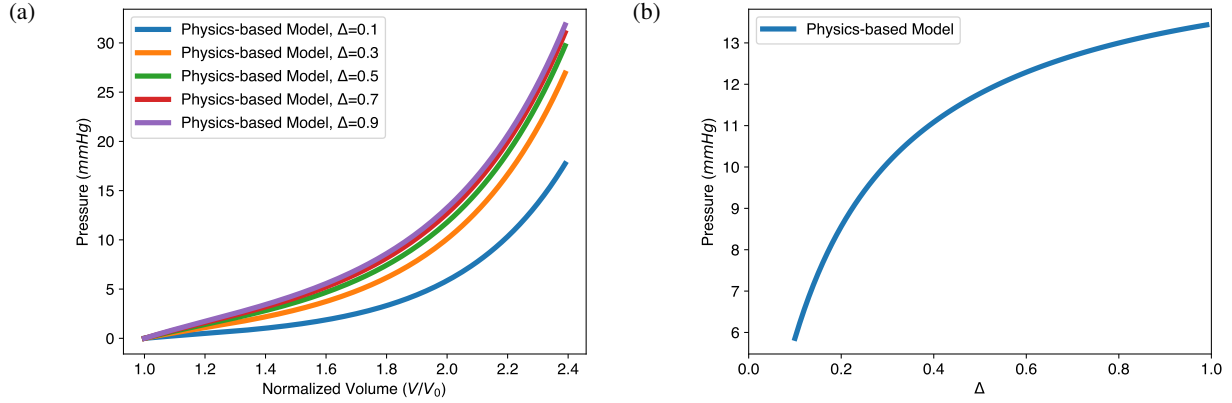 (a)
Pressure (mmHg)
30
25
20
15
10
5
0
Physics-based Model, Δ=0.1
Physics-based Model, Δ=0.3
Physics-based Model, Δ=0.5
Physics-based Model, Δ=0.7
Physics-based Model, Δ=0.9
1.0 1.2 1.4 1.6 1.8 2.0 2.2 2.4
Normalized Volume (V/V₀)
(b)
Pressure (mmHg)
13
12
11
10
9
8
7
6
Physics-based Model
0.0 0.2 0.4 0.6 0.8 1.0
Δ